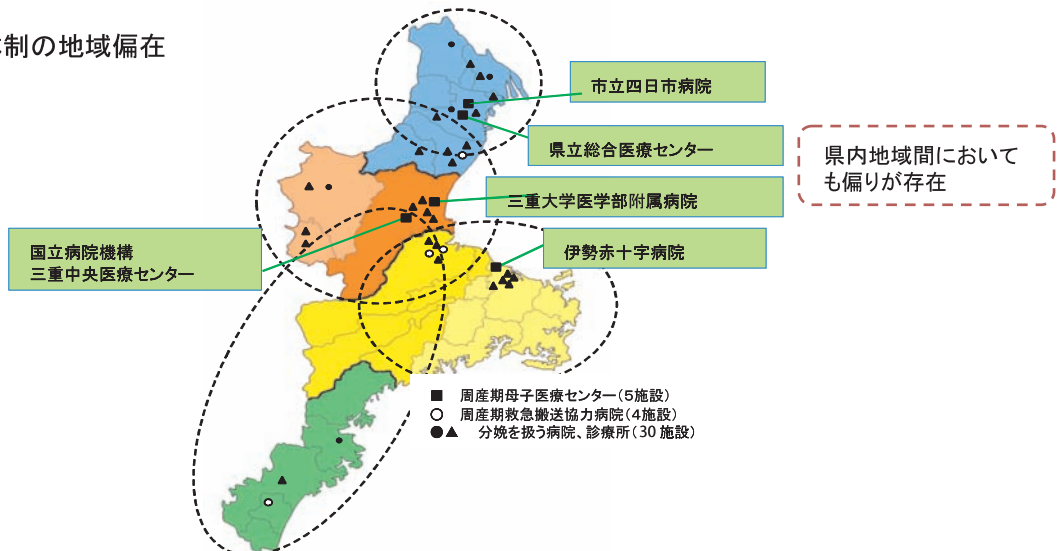 制の地域偏在
市立四日市病院
県立総合医療センター
県内地域間において
も偏りが存在
三重大学医学部附属病院
国立病院機構
三重中央医療センター
伊勢赤十字病院
■ 周産期母子医療センター(5施設)
○ 周産期救急搬送協力病院(4施設)
●▲ 分娩を扱う病院、診療所(30施設)